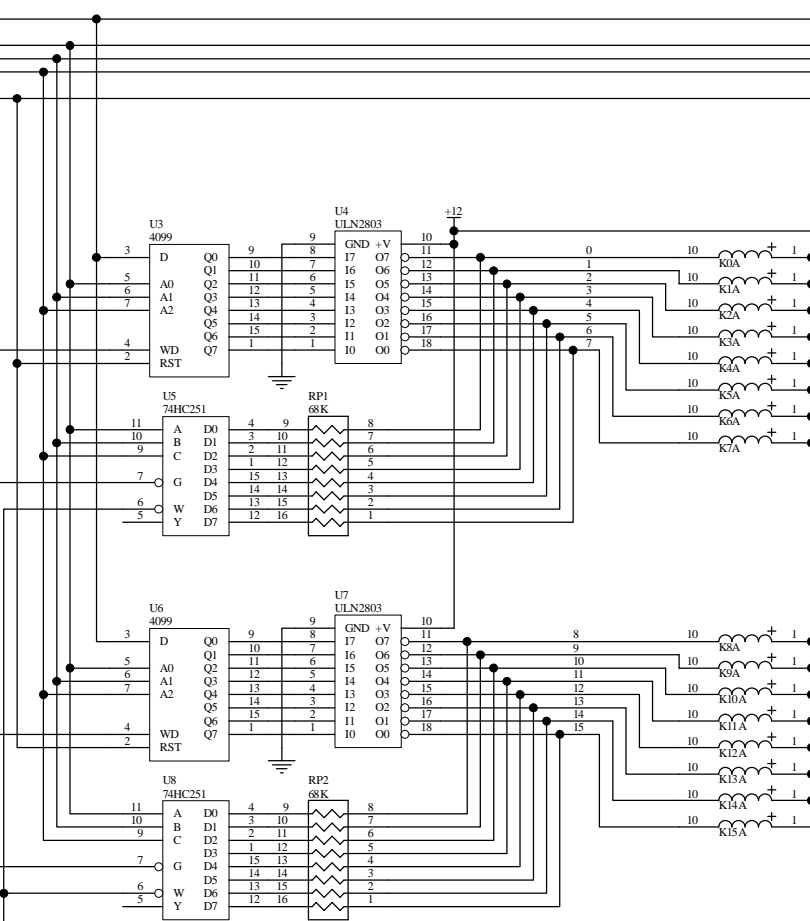 +12
U3
4099
3 D Q0 9
Q1 10
5 A0 Q2 11
6 A1 Q3 12
7 A2 Q4 13
Q5 14
Q6 15
4 WD Q7 1
2 RST
U4
ULN2803
9 GND +V 10
8 I7 O7 11
7 I6 O6 12
6 I5 O5 13
5 I4 O4 14
4 I3 O3 15
3 I2 O2 16
2 I1 O1 17
1 I0 O0 18
0
1
2
3
4
5
6
7
10 K0A + 1
10 K1A + 1
10 K2A + 1
10 K3A + 1
10 K4A + 1
10 K5A + 1
10 K6A + 1
10 K7A + 1
U5
74HC251
11 A D0 4
10 B D1 3
9 C D2 2
D3 1
7 G D4 15
D5 14
6 W D6 13
5 Y D7 12
RP1
68K
9 8
10 7
11 6
12 5
13 4
14 3
15 2
16 1
U6
4099
3 D Q0 9
Q1 10
5 A0 Q2 11
6 A1 Q3 12
7 A2 Q4 13
Q5 14
Q6 15
4 WD Q7 1
2 RST
U7
ULN2803
9 GND +V 10
8 I7 O7 11
7 I6 O6 12
6 I5 O5 13
5 I4 O4 14
4 I3 O3 15
3 I2 O2 16
2 I1 O1 17
1 I0 O0 18
8
9
10
11
12
13
14
15
10 K8A + 1
10 K9A + 1
10 K10A + 1
10 K11A + 1
10 K12A + 1
10 K13A + 1
10 K14A + 1
10 K15A + 1
U8
74HC251
11 A D0 4
10 B D1 3
9 C D2 2
D3 1
7 G D4 15
D5 14
6 W D6 13
5 Y D7 12
RP2
68K
9 8
10 7
11 6
12 5
13 4
14 3
15 2
16 1